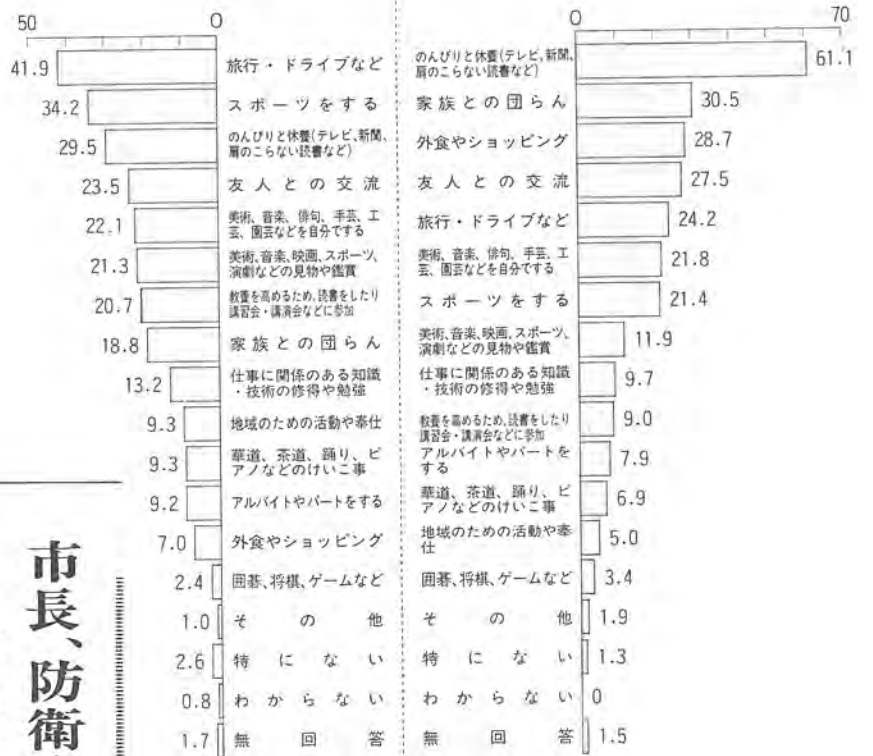 50 0
41.9 旅行・ドライブなど
34.2 スポーツをする
29.5 のんびりと休養(テレビ、新聞、
肩のこらない読書など)
23.5 友人との交流
22.1 美術、音楽、俳句、手芸、工
芸、園芸などを自分でする
21.3 美術、音楽、映画、スポーツ、
演劇などの見物や鑑賞
20.7 教養を高めるため、読書をしたり
講習会・講演会などに参加
18.8 家族との団らん
13.2 仕事に関係のある知識
・技術の修得や勉強
9.3 地域のための活動や奉仕
9.3 華道、茶道、踊り、ピ
アノなどのけいこ事
9.2 アルバイトやパートをする
7.0 外食やショッピング
2.4 囲碁、将棋、ゲームなど
1.0 その他
2.6 特にない
0.8 わからない
1.7 無回答
0 70
のんびりと休養(テレビ、新聞、
肩のこらない読書など) 61.1
家族との団らん 30.5
外食やショッピング 28.7
友人との交流 27.5
旅行・ドライブなど 24.2
美術、音楽、俳句、手芸、工
芸、園芸などを自分でする 21.8
スポーツをする 21.4
美術、音楽、映画、スポーツ、
演劇などの見物や鑑賞 11.9
仕事に関係のある知識
・技術の修得や勉強 9.7
教養を高めるため、読書をしたり
講習会・講演会などに参加 9.0
アルバイトやパートを
する 7.9
華道、茶道、踊り、ピ
アノなどのけいこ事 6.9
地域のための活動や奉
仕 5.0
囲碁、将棋、ゲームなど 3.4
その他 1.9
特にない 1.3
わからない 0
無回答 1.5
市長、防衛